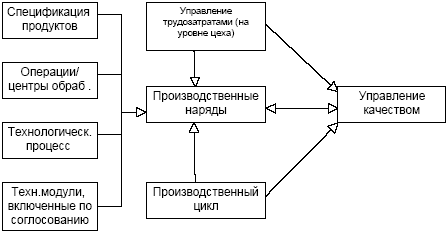 Спецификация
продуктов
Операции/
центры обраб .
Технологическ.
процесс
Техн.модули,
включенные по
соглосованию
Управление
трудозатратами (на
уровне цеха)
Производственные
наряды
Производственный
цикл
Управление
качеством